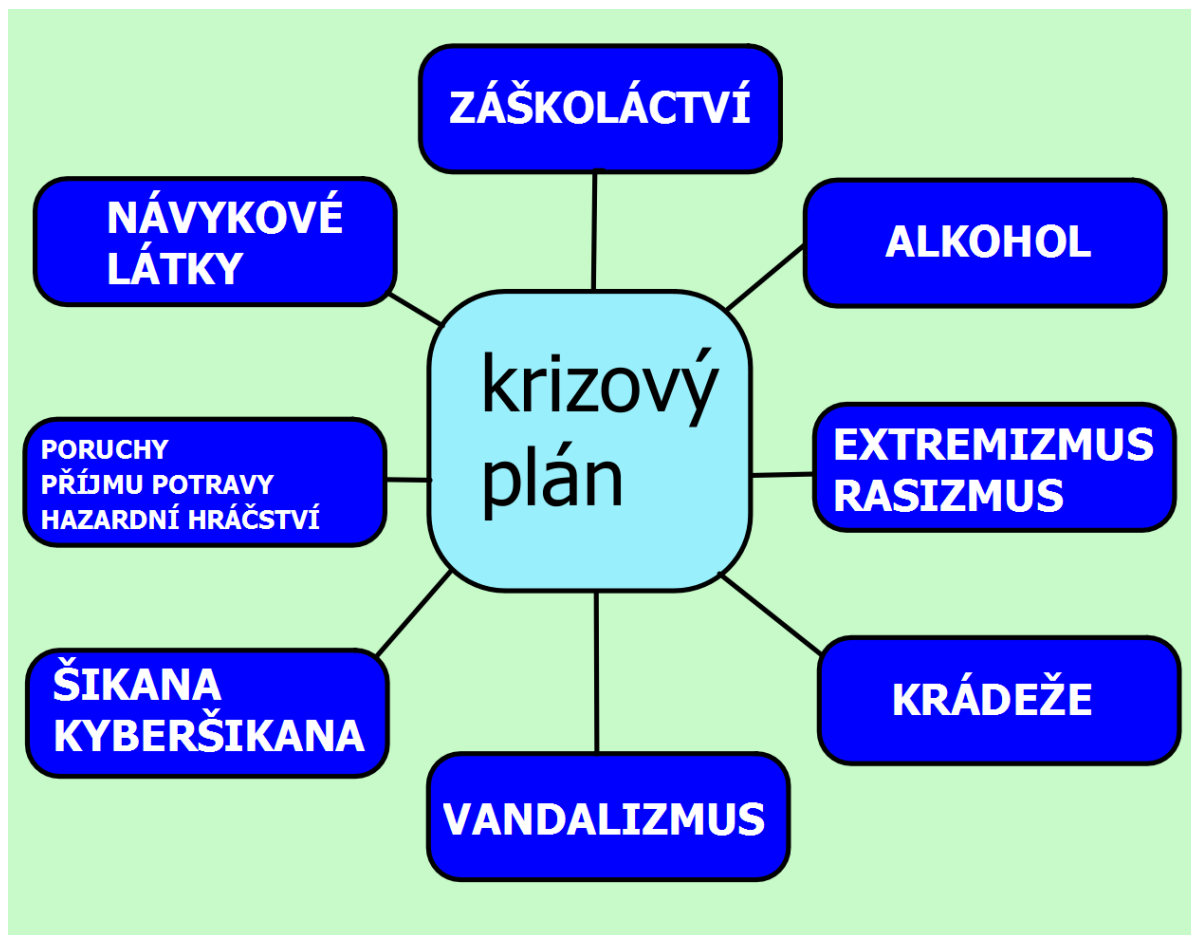 ZÁŠKOLÁCTVÍ
NÁVYKOVÉ
LÁTKY
ALKOHOL
krizový
plán
PORUCHY
PŘÍJMU POTRAVY
HAZARDNÍ HRÁČSTVÍ
EXTREMIZMUS
RASIZMUS
ŠIKANA
KYBERŠIKANA
KRÁDEŽE
VANDALIZMUS